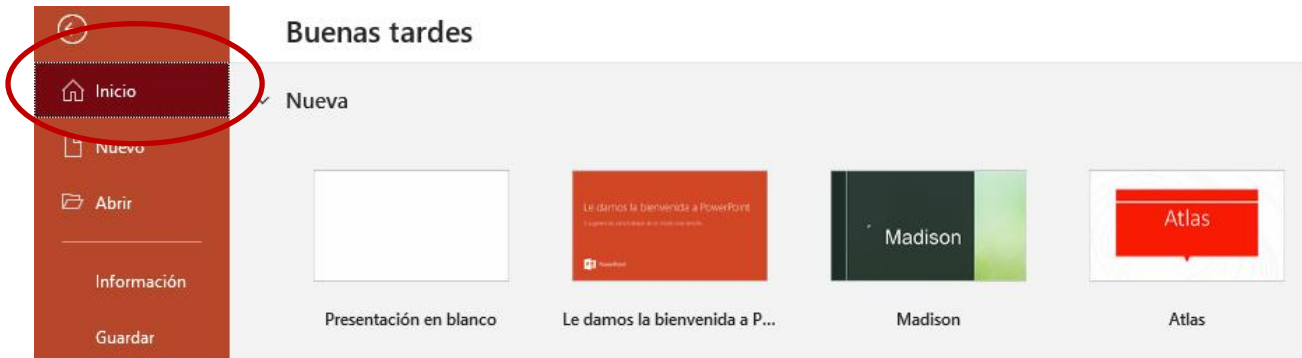 Buenas tardes
Inicio
Nueva
Nuevo
Abrir
Información
Guardar
Le damos la bienvenida a PowerPoint
PowerPoint
Madison
Atlas
Presentación en blanco
Le damos la bienvenida a P...
Madison
Atlas